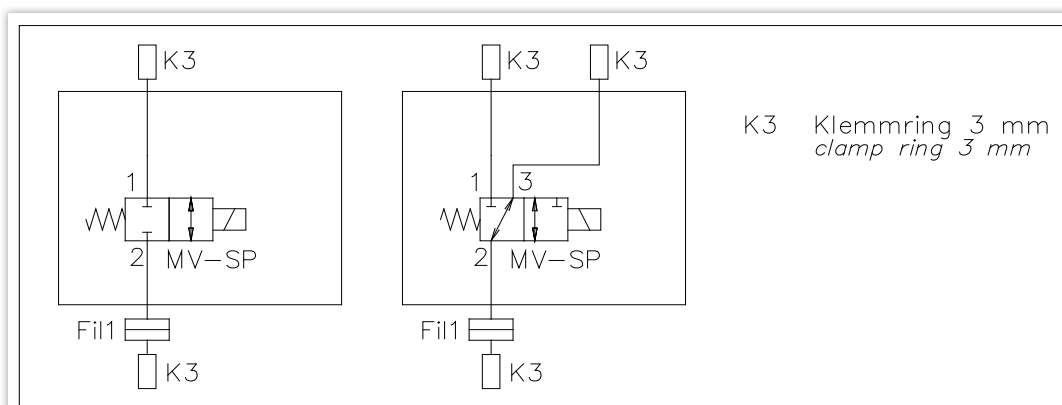 K3
K3
K3
K3 Klemmring 3 mm
clamp ring 3 mm
1
1
3
2
MV-SP
2
MV-SP
Fil1
Fil1
K3
K3